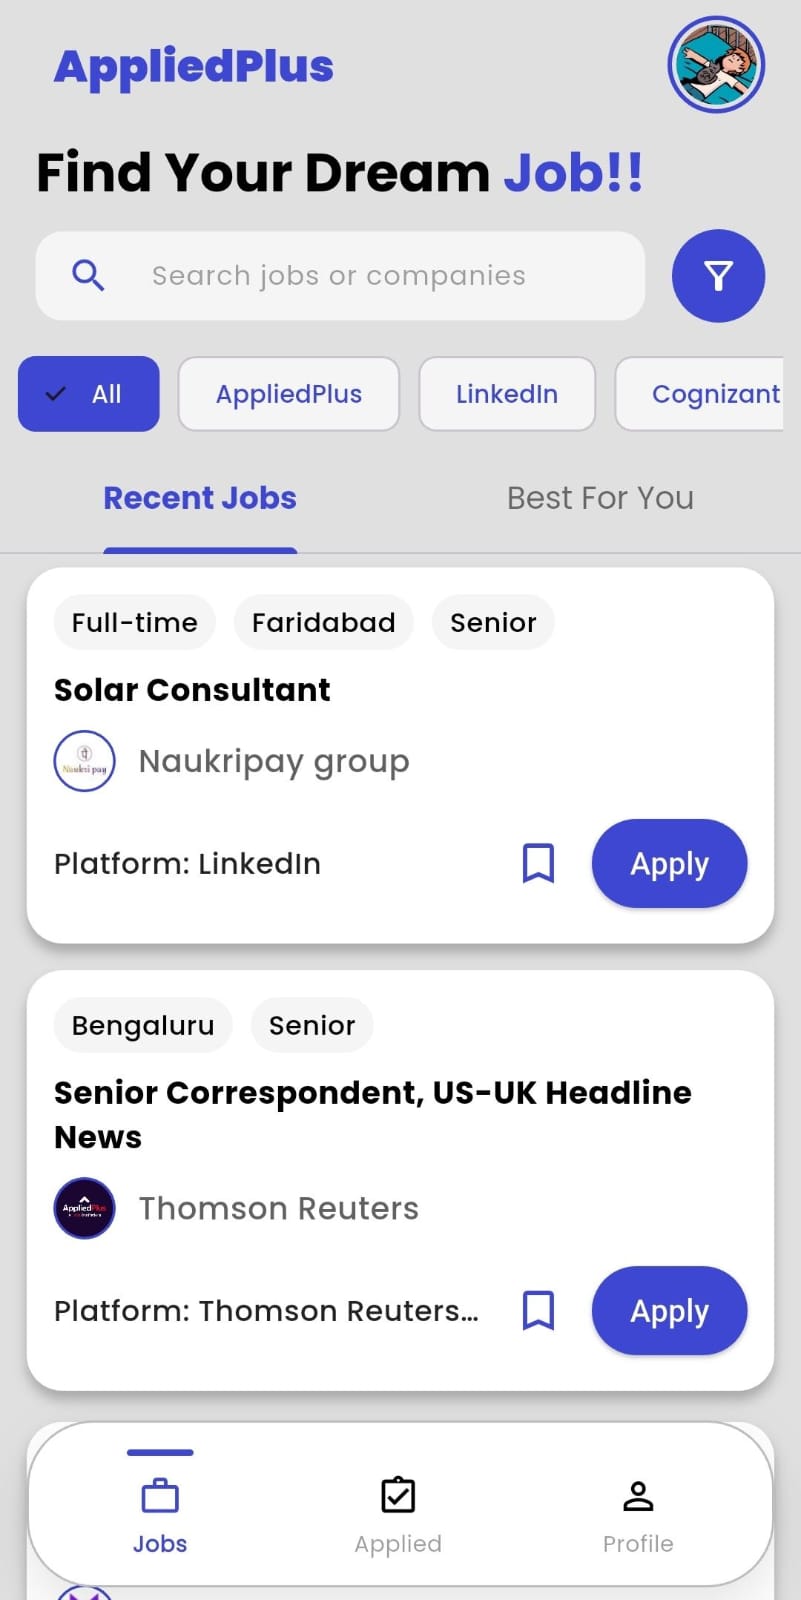 AppliedPlus
Find Your Dream Job!!
Search jobs or companies
All
AppliedPlus
LinkedIn
Cognizant
Recent Jobs
Best For You
Full-time
Faridabad
Senior
Solar Consultant
Naukri pay
Naukripay group
Platform: LinkedIn
Apply
Bengaluru
Senior
Senior Correspondent, US-UK Headline
News
AppliedPlus
Thomson Reuters
Platform: Thomson Reuters...
Apply
Jobs
Applied
Profile